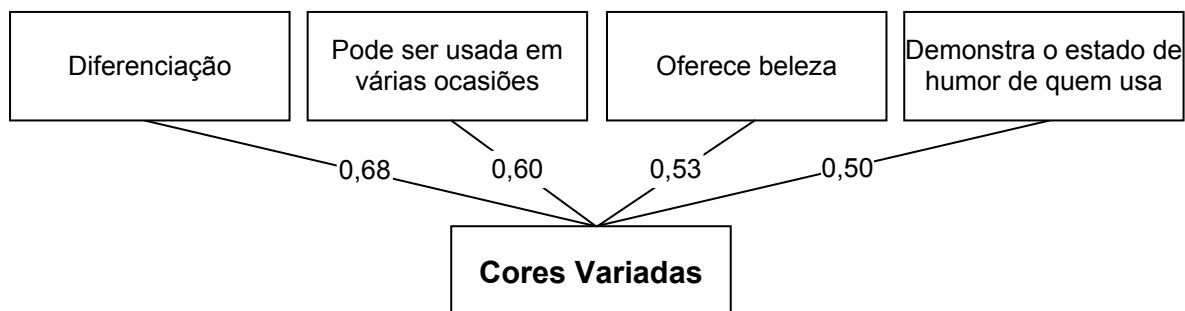 Diferenciação
Pode ser usada em
várias ocasiões
Oferece beleza
Demonstra o estado de
humor de quem usa
0,68
0,60
0,53
0,50
Cores Variadas